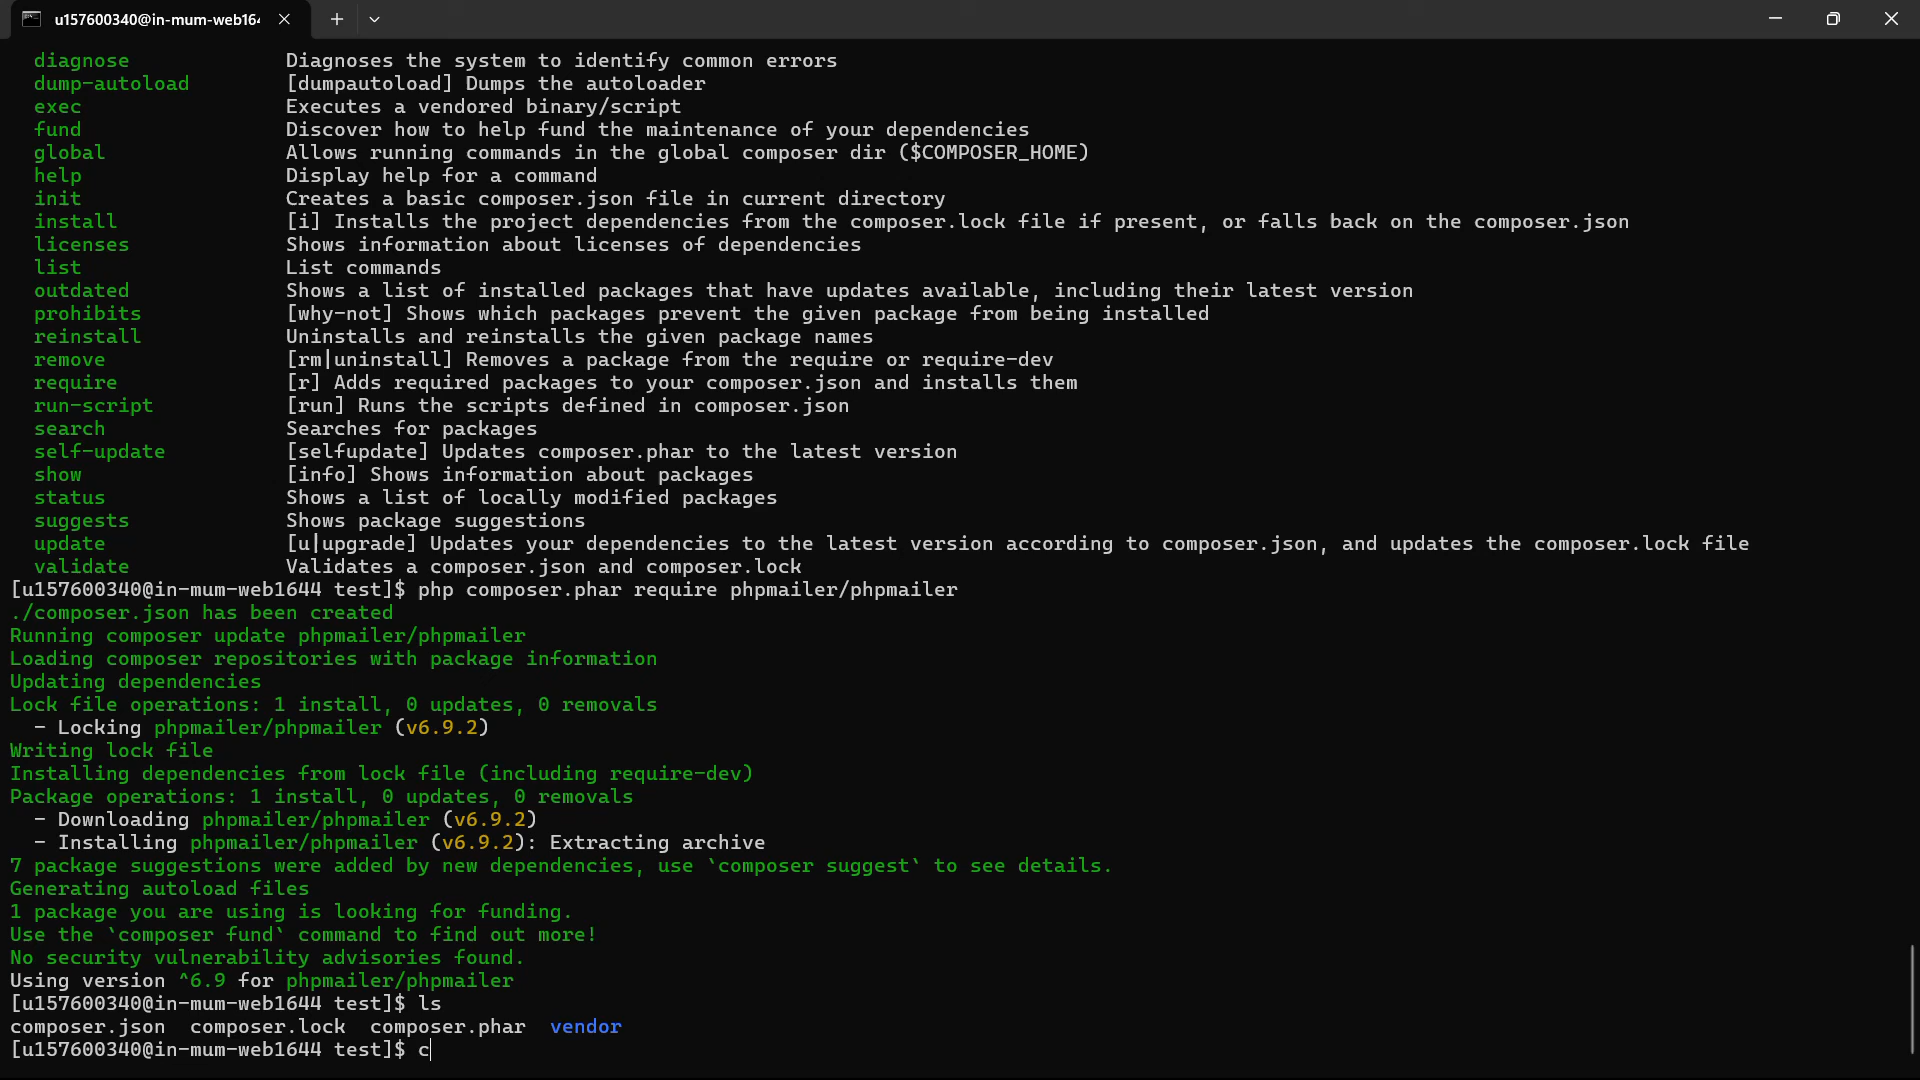 u157600340@in-mum-web164
diagnose Diagnoses the system to identify common errors
dump-autoload [dumpautoload] Dumps the autoloader
exec Executes a vendored binary/script
fund Discover how to help fund the maintenance of your dependencies
global Allows running commands in the global composer dir ($COMPOSER_HOME)
help Display help for a command
init Creates a basic composer.json file in current directory
install [i] Installs the project dependencies from the composer.lock file if present, or falls back on the composer.json
licenses Shows information about licenses of dependencies
list List commands
outdated Shows a list of installed packages that have updates available, including their latest version
prohibits [why-not] Shows which packages prevent the given package from being installed
reinstall Uninstalls and reinstalls the given package names
remove [rm|uninstall] Removes a package from the require or require-dev
require [r] Adds required packages to your composer.json and installs them
run-script [run] Runs the scripts defined in composer.json
search Searches for packages
self-update [selfupdate] Updates composer.phar to the latest version
show [info] Shows information about packages
status Shows a list of locally modified packages
suggests Shows package suggestions
update [u|upgrade] Updates your dependencies to the latest version according to composer.json, and updates the composer.lock file
validate Validates a composer.json and composer.lock
[u157600340@in-mum-web1644 test]$ php composer.phar require phpmailer/phpmailer
./composer.json has been created
Running composer update phpmailer/phpmailer
Loading composer repositories with package information
Updating dependencies
Lock file operations: 1 install, 0 updates, 0 removals
- Locking phpmailer/phpmailer (v6.9.2)
Writing lock file
Installing dependencies from lock file (including require-dev)
Package operations: 1 install, 0 updates, 0 removals
- Downloading phpmailer/phpmailer (v6.9.2)
- Installing phpmailer/phpmailer (v6.9.2): Extracting archive
7 package suggestions were added by new dependencies, use `composer suggest` to see details.
Generating autoload files
1 package you are using is looking for funding.
Use the `composer fund` command to find out more!
No security vulnerability advisories found.
Using version ^6.9 for phpmailer/phpmailer
[u157600340@in-mum-web1644 test]$ ls
composer.json composer.lock composer.phar vendor
[u157600340@in-mum-web1644 test]$ c